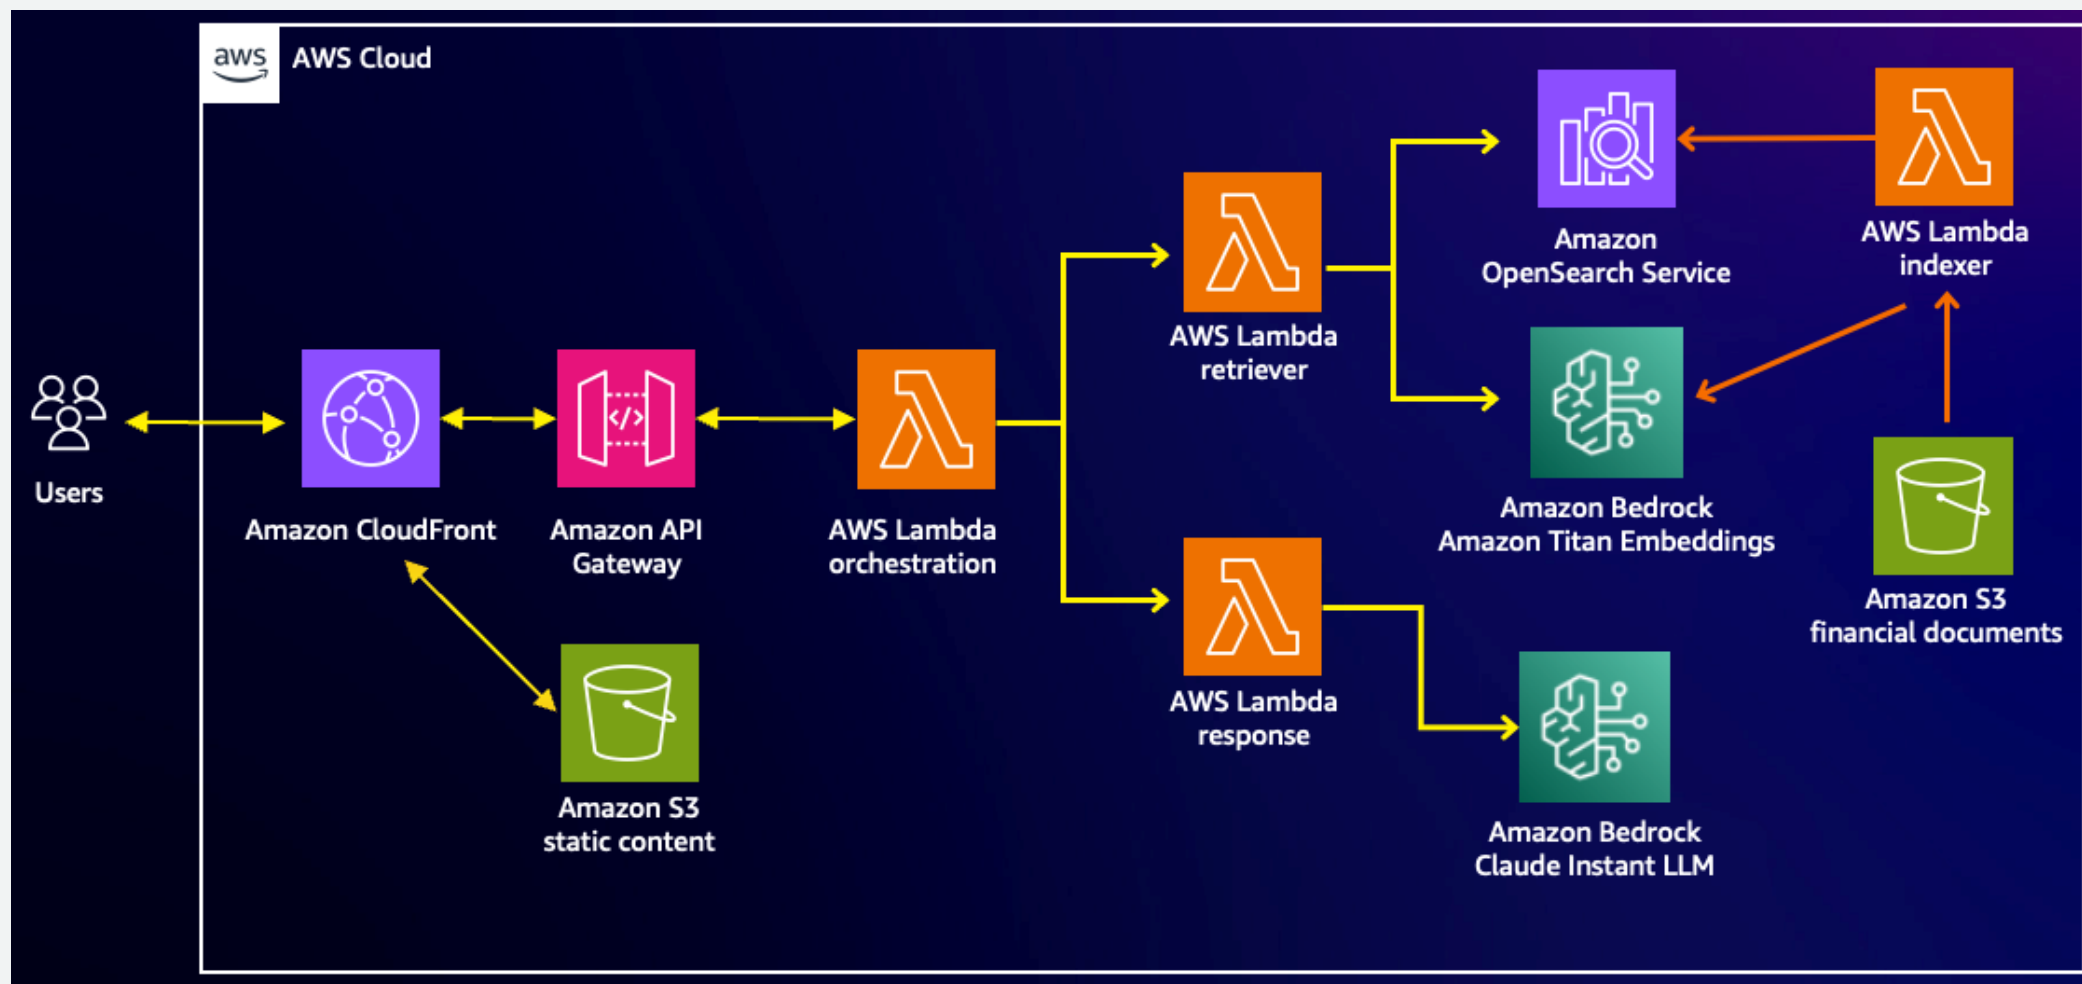 aws
AWS Cloud
Users
Amazon CloudFront
Amazon API
Gateway
</>
AWS Lambda
orchestration
Amazon S3
static content
AWS Lambda
retriever
AWS Lambda
response
Amazon
OpenSearch Service
Amazon Bedrock
Amazon Titan Embeddings
Amazon Bedrock
Claude Instant LLM
AWS Lambda
indexer
Amazon S3
financial documents